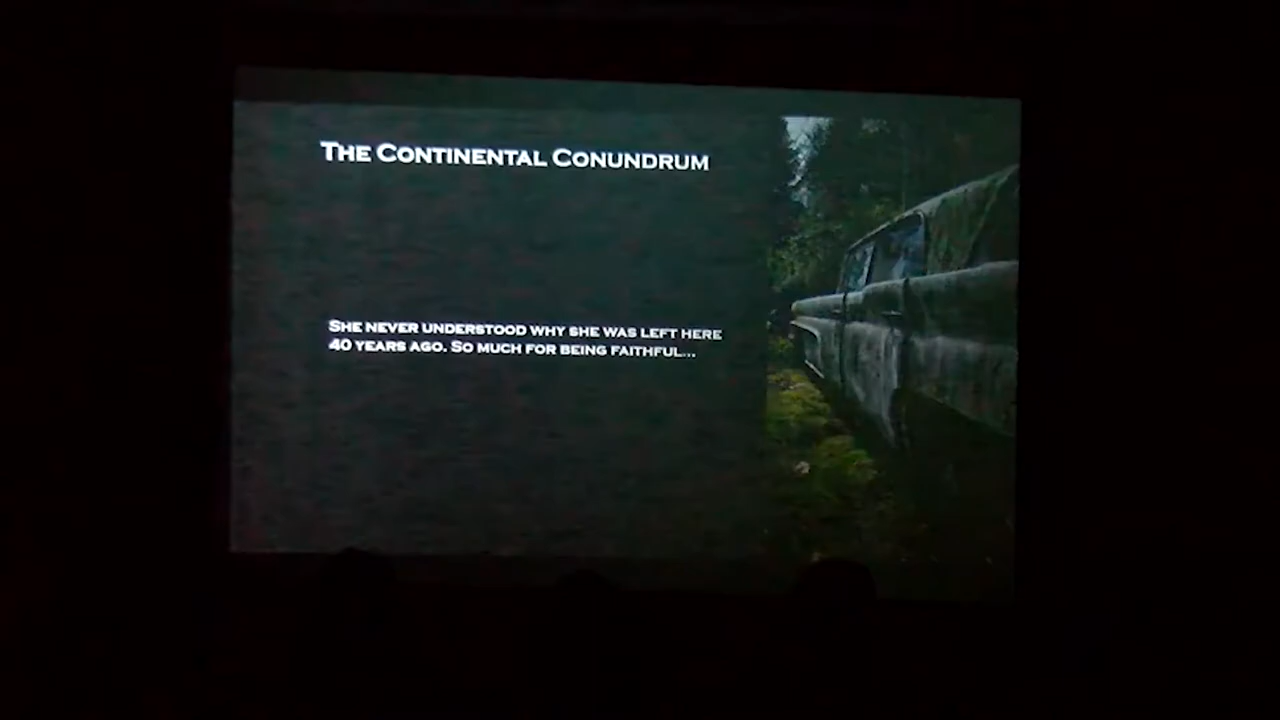 The Continental Conundrum
She never understood why she was left here
40 years ago. So much for being faithful...